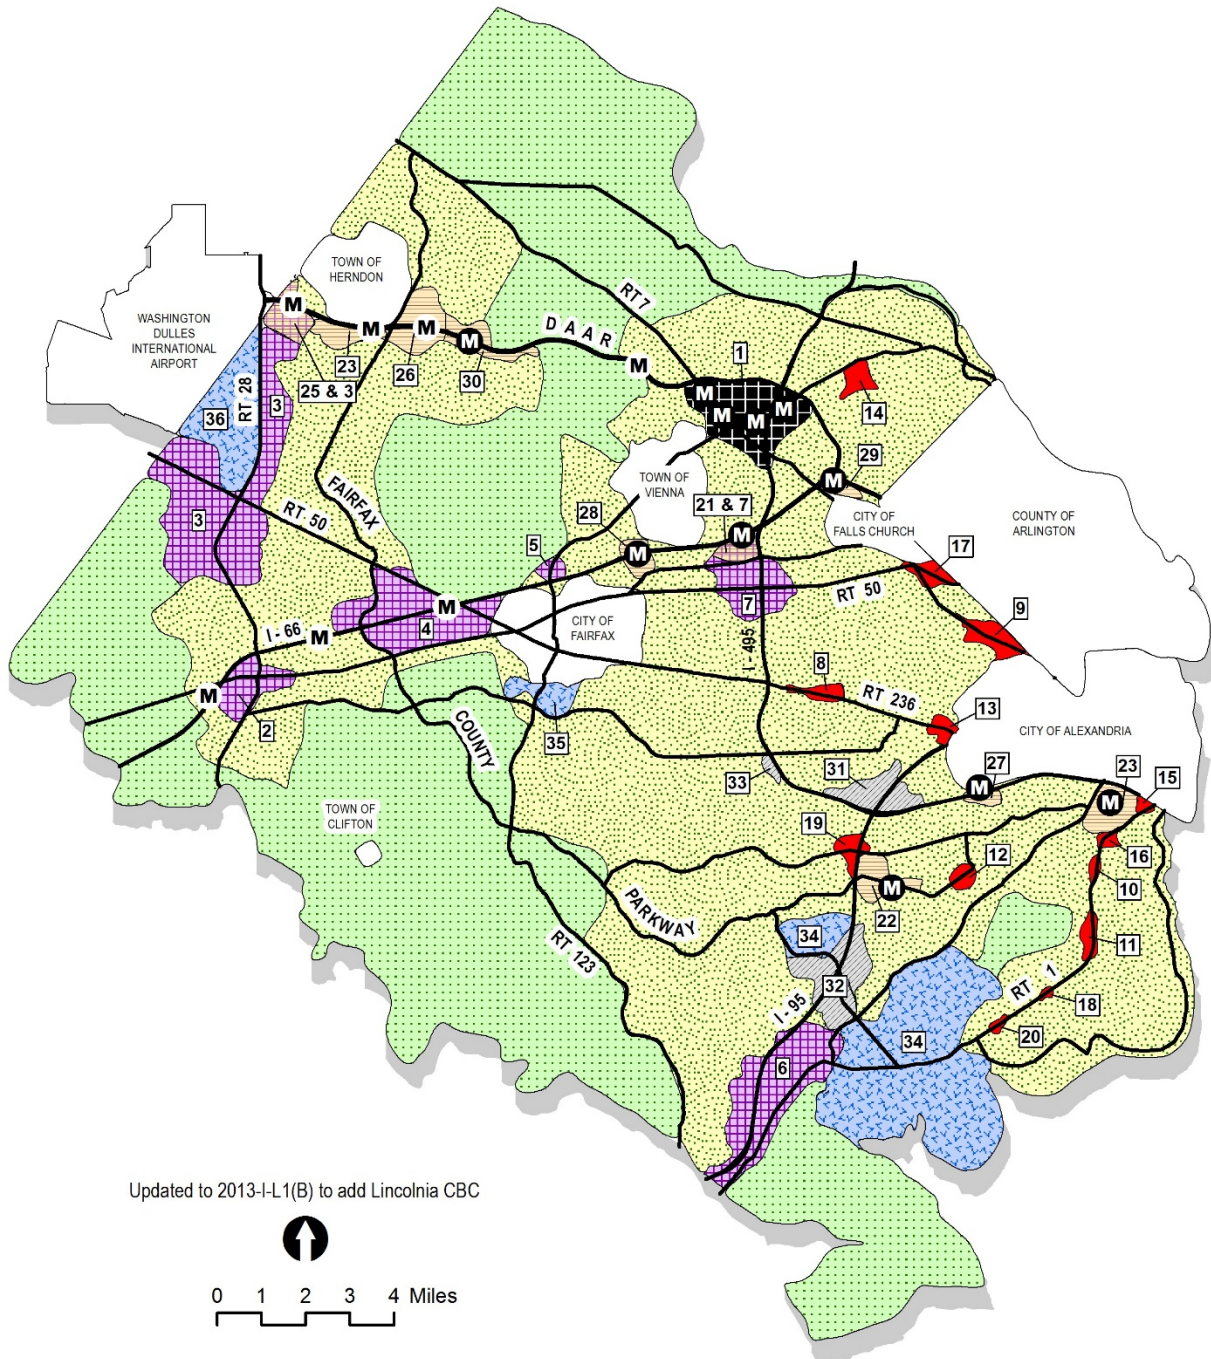 TOWN OF
HERNDON
WASHINGTON
DULLES
INTERNATIONAL
AIRPORT
M
M
M
M
M
23
25 & 3
26
30
DAAR
RT 7
1
M
M
M
M
14
36
RT 28
3
3
FAIRFAX
RT 50
TOWN OF
VIENNA
21 & 7
28
M
M
M
29
CITY OF
FALLS CHURCH
COUNTY OF
ARLINGTON
5
17
7
RT 50
9
I - 66
M
M
4
CITY OF
FAIRFAX
I - 495
8
RT 236
13
CITY OF ALEXANDRIA
M
2
COUNTY
35
33
31
27
M
23
M
15
TOWN OF
CLIFTON
19
16
12
10
M
22
PARKWAY
RT 123
34
11
32
I - 95
RT 1
18
20
34
6
Updated to 2013-I-L1(B) to add Lincolnia CBC
0 1 2 3 4 Miles